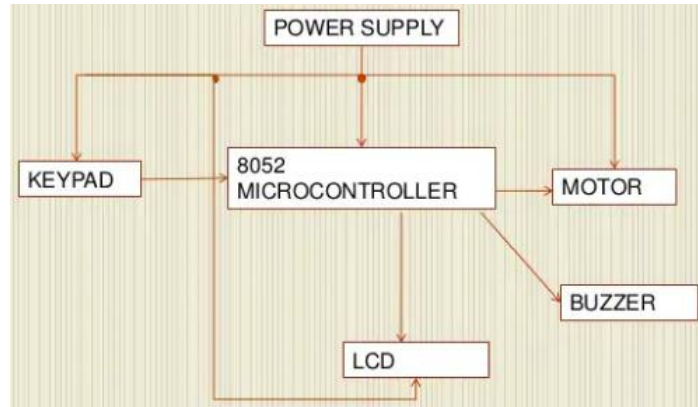 POWER SUPPLY
8052
MICROCONTROLLER
KEYPAD
MOTOR
BUZZER
LCD